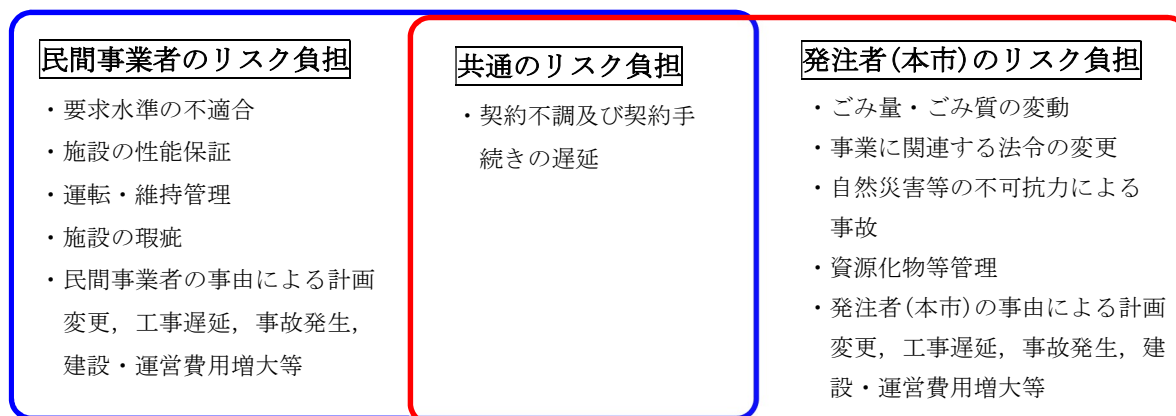 民間事業者のリスク負担
・要求水準の不適合
・施設の性能保証
・運転・維持管理
・施設の瑕疵
・民間事業者の事由による計画
変更，工事遅延，事故発生，
建設・運営費用増大等
共通のリスク負担
・契約不調及び契約手
続きの遅延
発注者(本市)のリスク負担
・ごみ量・ごみ質の変動
・事業に関連する法令の変更
・自然災害等の不可抗力による
事故
・資源化物等管理
・発注者(本市)の事由による計画
変更，工事遅延，事故発生，建
設・運営費用増大等